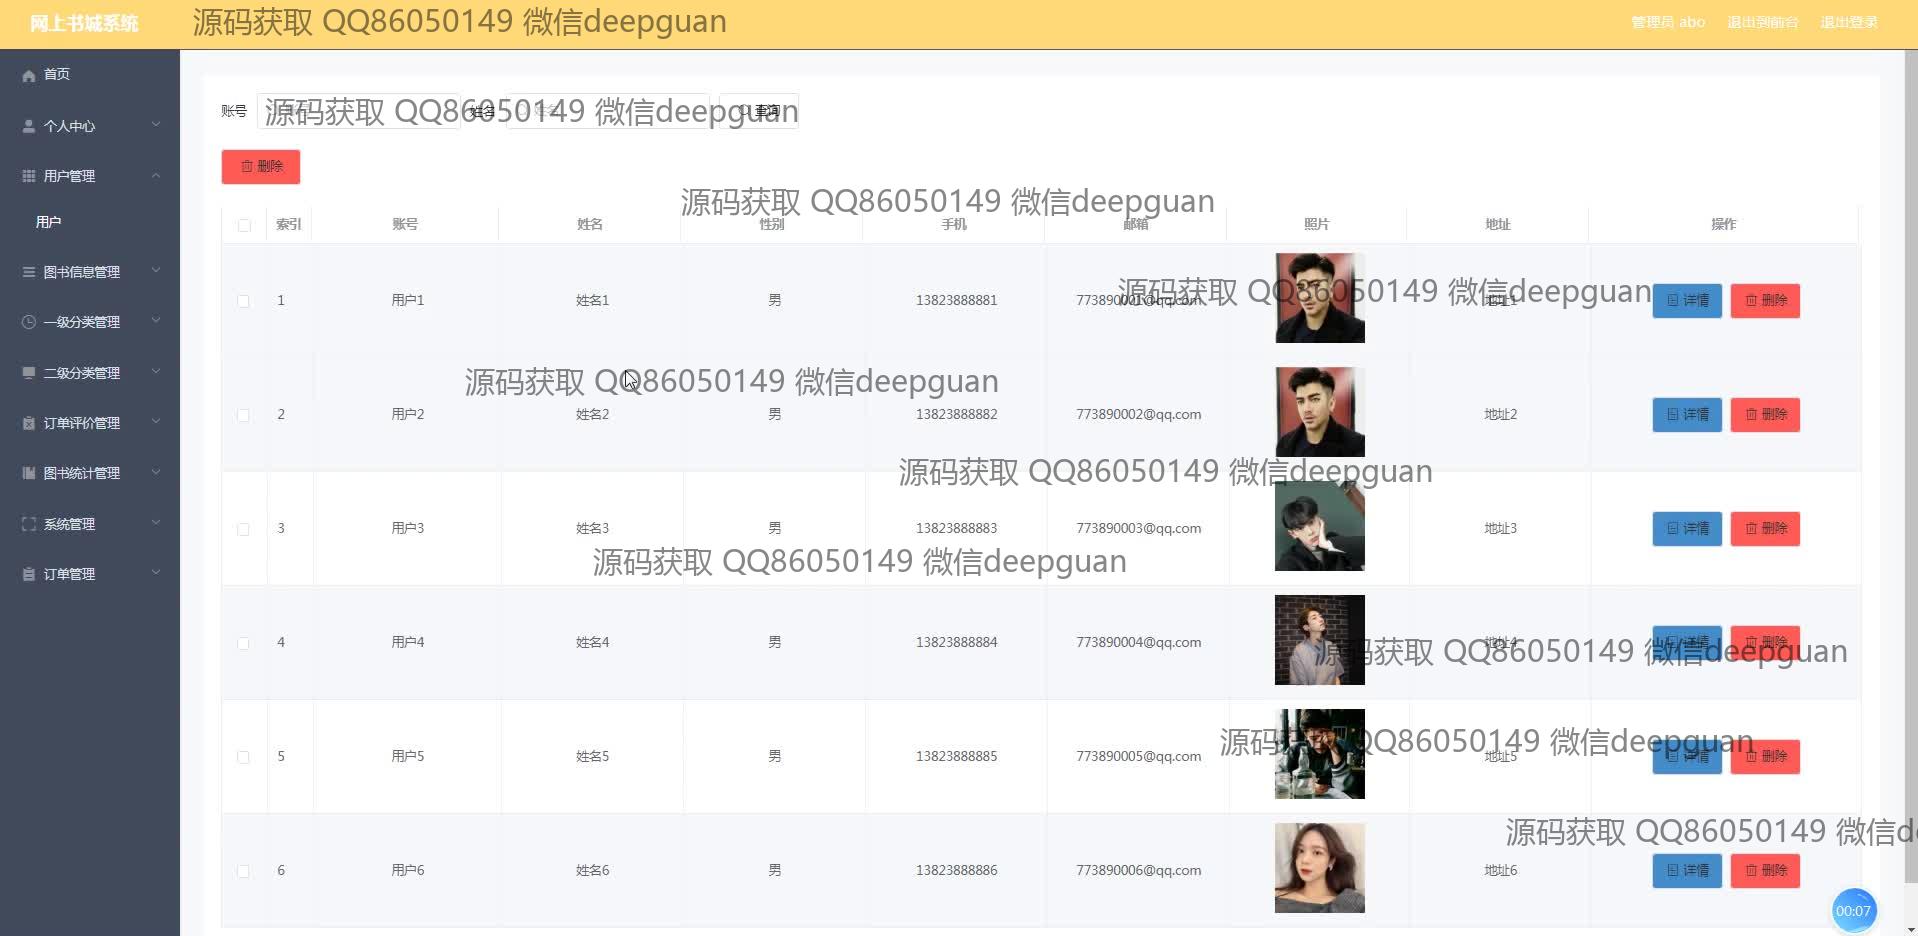 网上书城系统
源码获取 QQ86050149 微信deepguan
管理员 abo 退出到前台 退出登录
首页
个人中心
用户管理
用户
图书信息管理
一级分类管理
二级分类管理
订单评价管理
图书统计管理
系统管理
订单管理
账号 姓名 查询
源码获取 QQ86050149 微信deepguan
删除
源码获取 QQ86050149 微信deepguan
索引 账号 姓名 性别 手机 邮箱 照片 地址 操作
源码获取 QQ86050149 微信deepguan
1 用户1 姓名1 男 13823888881 773890001@qq.com 地址1 详情 删除
源码获取 QQ86050149 微信deepguan
2 用户2 姓名2 男 13823888882 773890002@qq.com 地址2 详情 删除
源码获取 QQ86050149 微信deepguan
3 用户3 姓名3 男 13823888883 773890003@qq.com 地址3 详情 删除
源码获取 QQ86050149 微信deepguan
4 用户4 姓名4 男 13823888884 773890004@qq.com 地址4 详情 删除
源码获取 QQ86050149 微信deepguan
源码获取 QQ86050149 微信deepguan
5 用户5 姓名5 男 13823888885 773890005@qq.com 地址5 详情 删除
源码获取 QQ86050149 微信d
6 用户6 姓名6 男 13823888886 773890006@qq.com 地址6 详情 删除
00:07